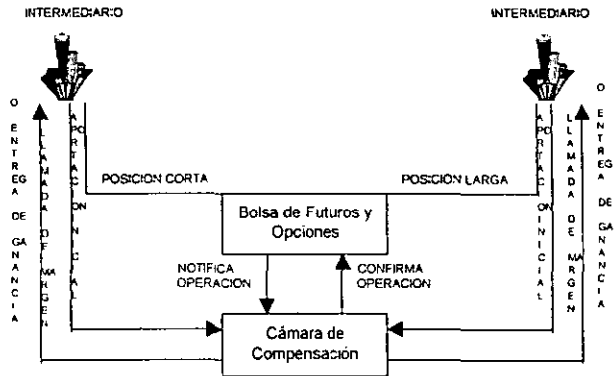 INTERMEDIARIO
INTERMEDIARIO
O ENTREGA DE GANANCIA
LLAMADA DE MARGEN
APORTACION INICIAL
POSICION CORTA
POSICION LARGA
APORTACION INICIAL
LLAMADA DE MARGEN
O ENTREGA DE GANANCIA
Bolsa de Futuros y
Opciones
NOTIFICA
OPERACION
CONFIRMA
OPERACION
Cámara de
Compensación